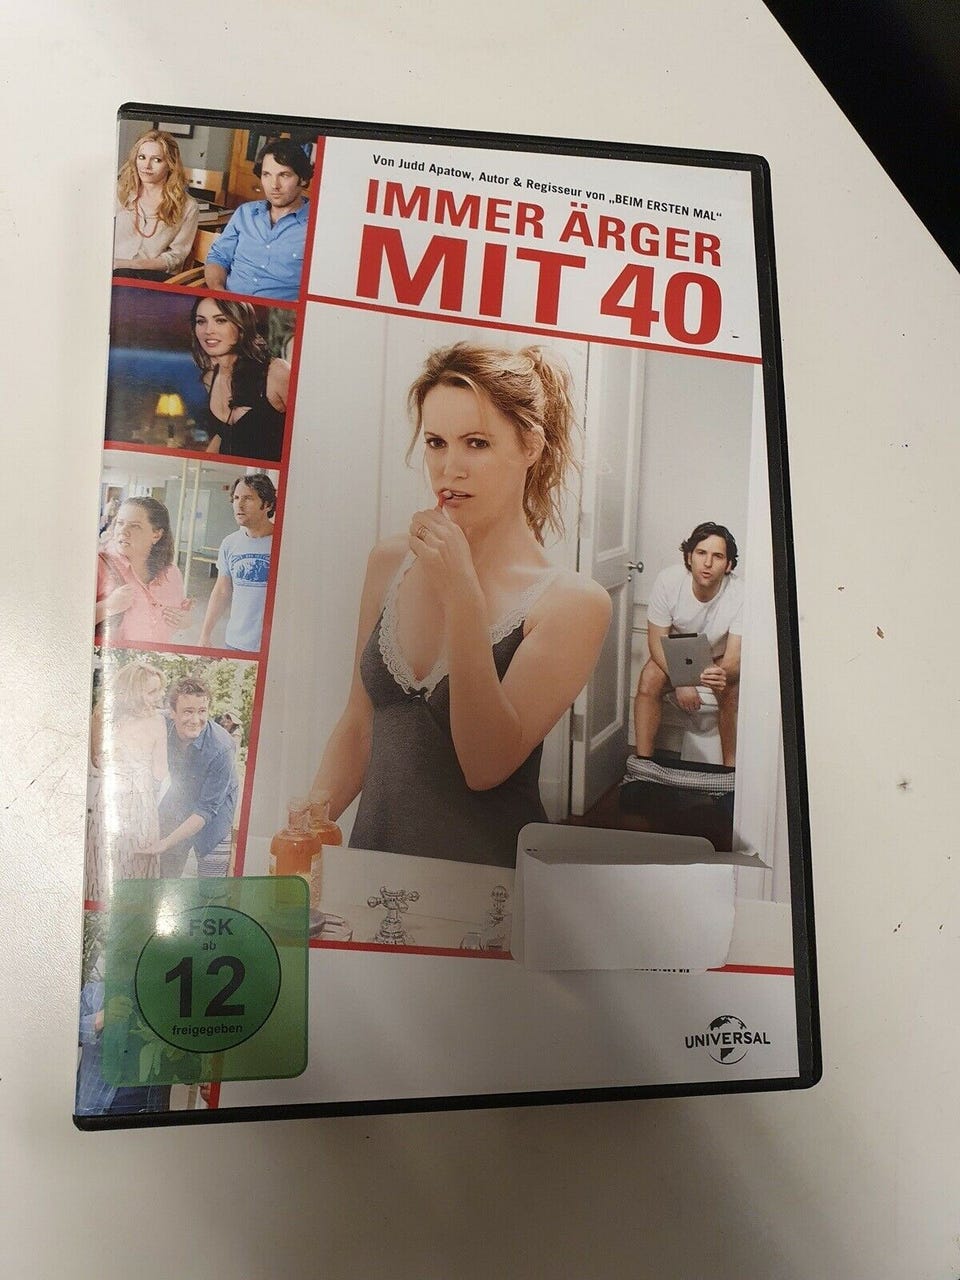 Von Judd Apatow, Autor & Regisseur von „BEIM ERSTEN MAL“
IMMER ÄRGER
MIT 40
FSK
ab
12
freigegeben
UNIVERSAL